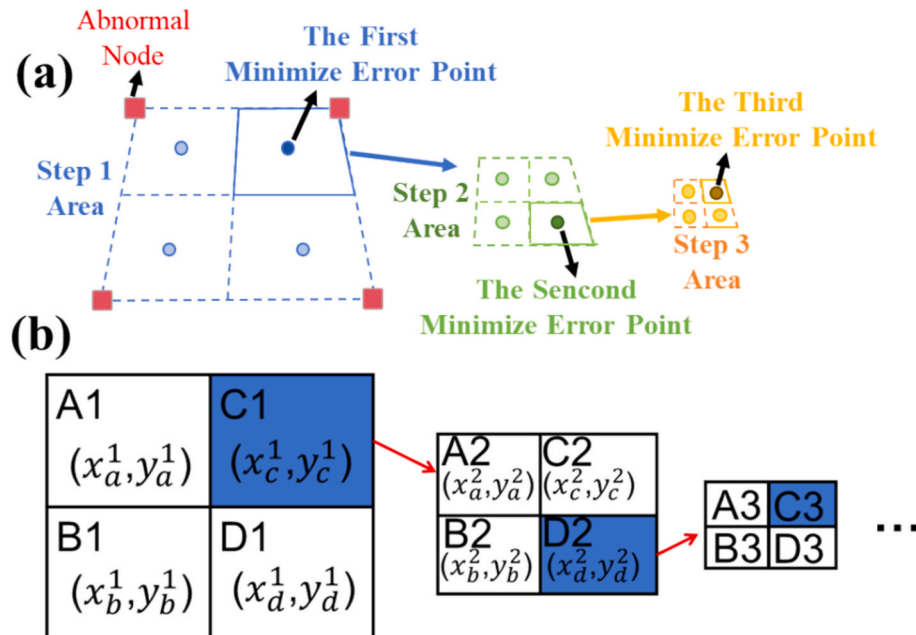 (a)
Abnormal
Node
The First
Minimize Error Point
Step 1
Area
Step 2
Area
The Sencond
Minimize Error Point
The Third
Minimize Error Point
Step 3
Area
(b)
A1
(x_a^1,y_a^1)
C1
(x_c^1,y_c^1)
B1
(x_b^1,y_b^1)
D1
(x_d^1,y_d^1)
A2
(x_a^2,y_a^2)
C2
(x_c^2,y_c^2)
B2
(x_b^2,y_b^2)
D2
(x_d^2,y_d^2)
A3 C3
B3 D3
...